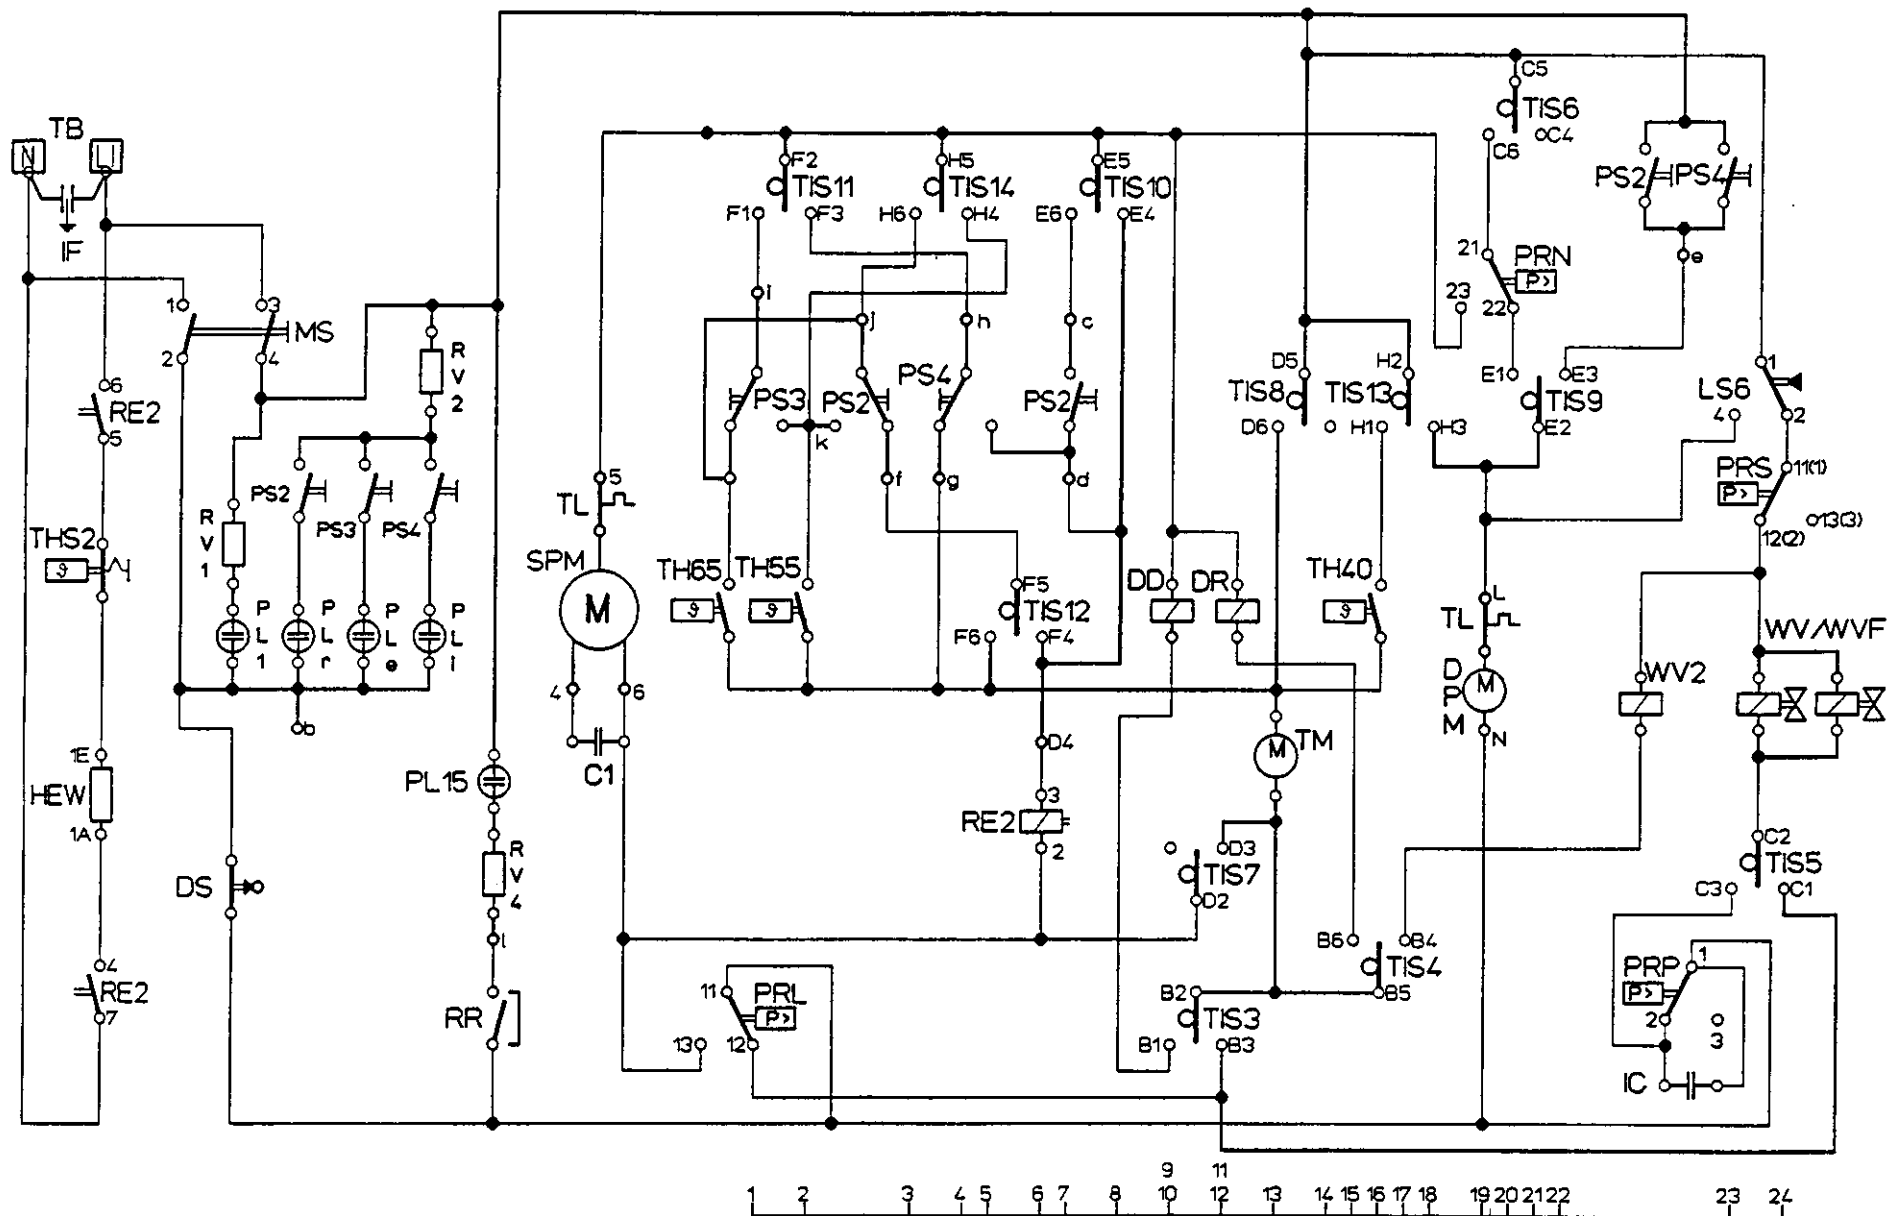 TB
N
L1
IF
1
3
MS
2
4
6
RE2
5
THS2
ϑ
1E
HEW
1A
4
RE2
7
R
V
2
PS2
PS3
PS4
R
V
1
P
L
1
P
L
r
P
L
e
P
L
i
b
DS
PL15
R
V
4
l
RR
F2
TIS11
F1
F3
H5
TIS14
H6
H4
E5
TIS10
E6
E4
i
j
h
c
PS3
PS2
PS4
PS2
k
f
g
d
5
TL
SPM
M
4
6
C1
TH65
ϑ
TH55
ϑ
F5
TIS12
F6
F4
DD
DR
D4
3
RE2
2
C5
TIS6
C6
C4
PS2
PS4
e
21
PRN
P>
23
22
D5
H2
TIS8
TIS13
D6
H1
H3
E1
E3
TIS9
E2
1
LS6
4
2
PRS
P>
11(1)
12(2)
13(3)
TH40
ϑ
TM
M
L
TL
D
P
M
M
N
WV2
WV/WVF
D3
TIS7
D2
B6
B4
TIS4
B5
B2
TIS3
B1
B3
11
PRL
P>
13
12
C2
TIS5
C3
C1
PRP
P>
1
2
3
IC
9 11
1 2 3 4 5 6 7 8 10 12 13 14 15 16 17 18 19 20 21 22 23 24